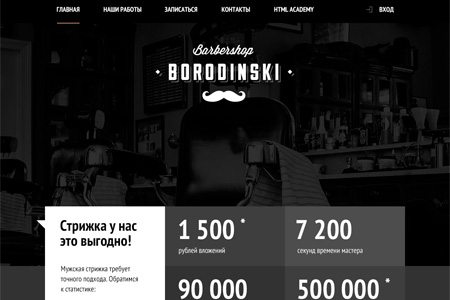 ГЛАВНАЯ НАШИ РАБОТЫ ЗАПИСАТЬСЯ КОНТАКТЫ HTML ACADEMY ВХОД
Barbershop
BORODINSKI
Стрижка у нас
это выгодно!
Мужская стрижка требует
точного подхода. Обратимся
к статистике:
1 500 *
рублей вложений
7 200
секунд времени мастера
90 000
500 000 *